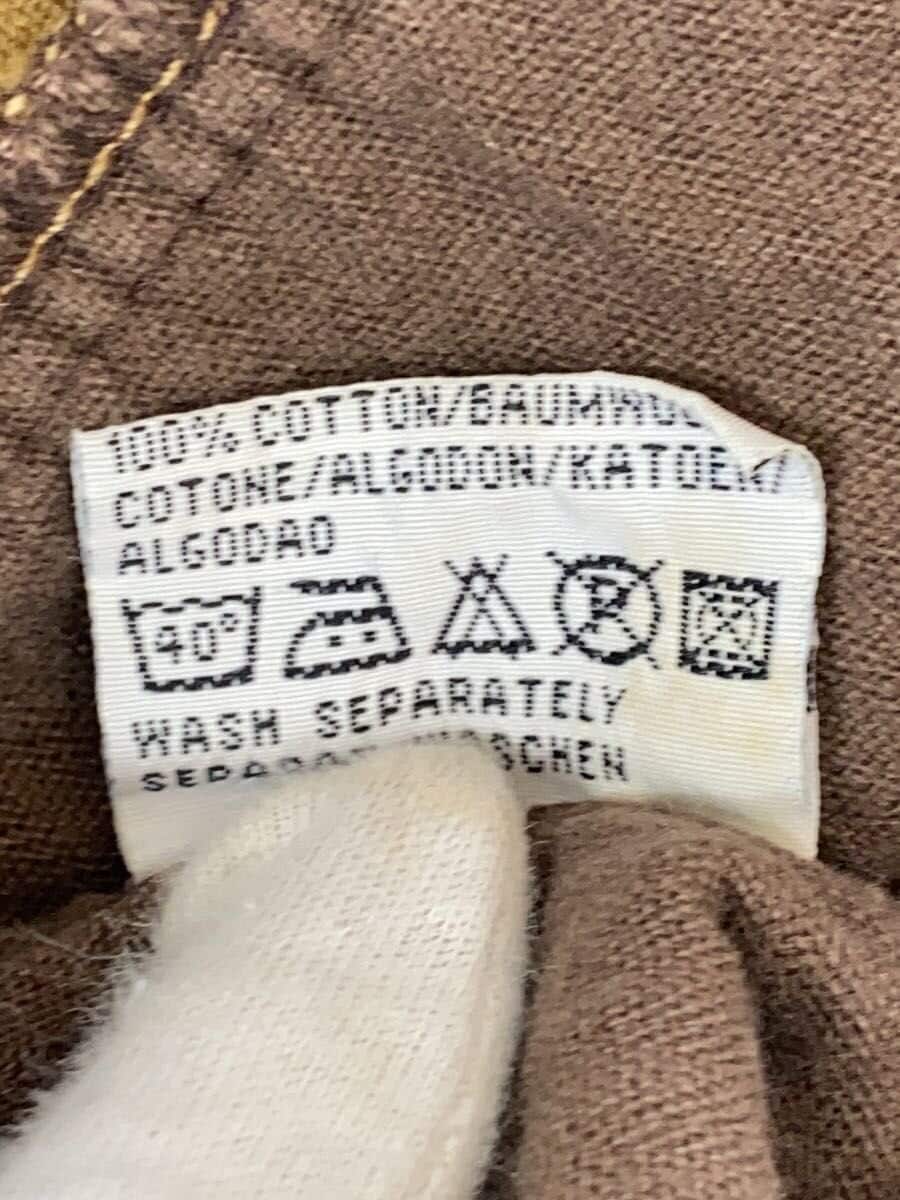 100% COTTON/
COTONE/ALGODON/KATOEN/
ALGODAO
40°
WASH SEPARATELY